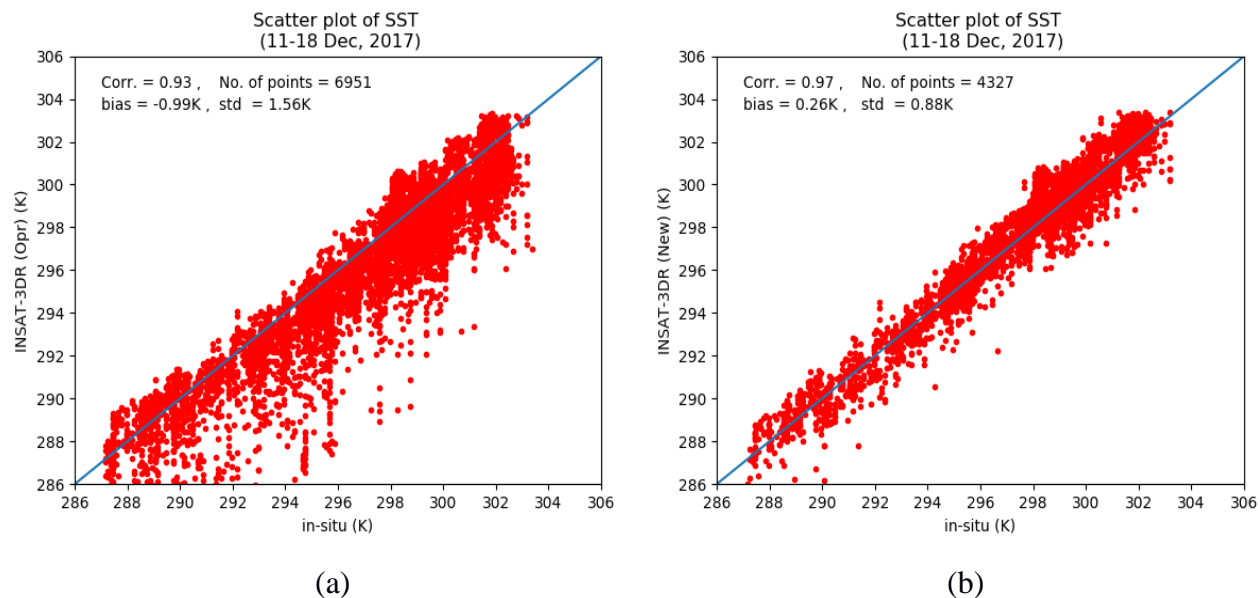 Scatter plot of SST
(11-18 Dec, 2017)
Corr. = 0.93 , No. of points = 6951
bias = -0.99K , std = 1.56K
INSAT-3DR (Opr) (K)
306
304
302
300
298
296
294
292
290
288
286
286 288 290 292 294 296 298 300 302 304 306
in-situ (K)
(a)
Scatter plot of SST
(11-18 Dec, 2017)
Corr. = 0.97 , No. of points = 4327
bias = 0.26K , std = 0.88K
INSAT-3DR (New) (K)
306
304
302
300
298
296
294
292
290
288
286
286 288 290 292 294 296 298 300 302 304 306
in-situ (K)
(b)